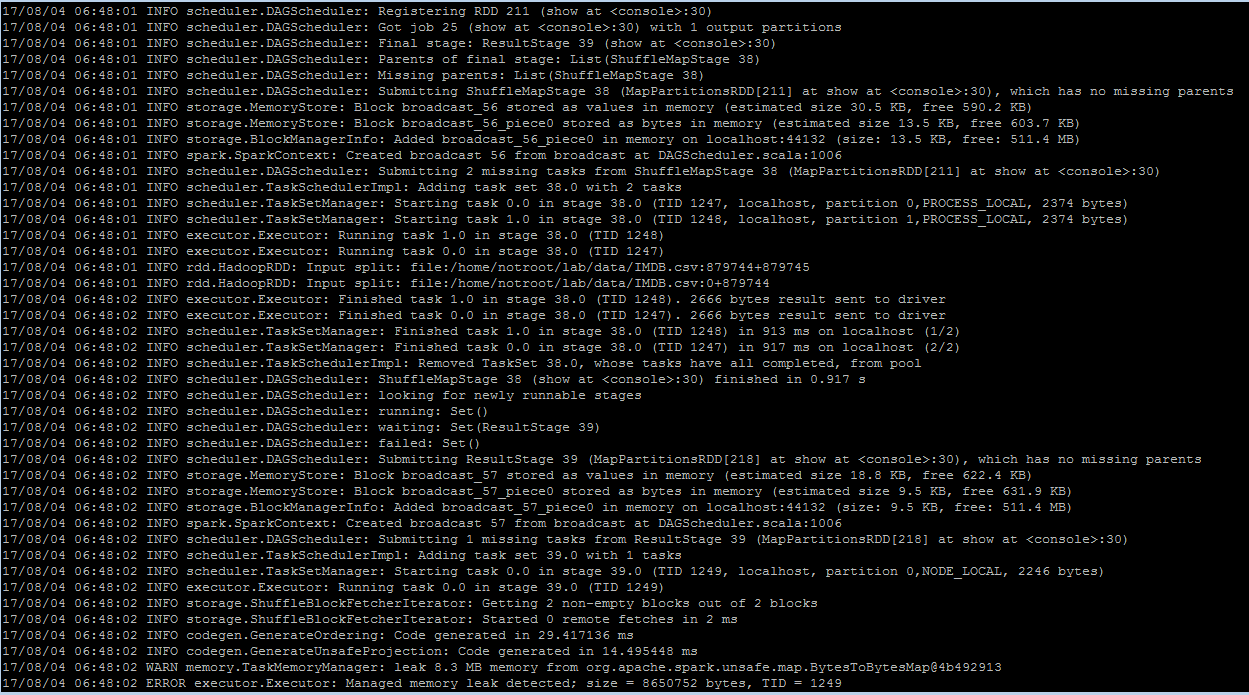 17/08/04 06:48:01 INFO scheduler.DAGScheduler: Registering RDD 211 (show at <console>:30)
17/08/04 06:48:01 INFO scheduler.DAGScheduler: Got job 25 (show at <console>:30) with 1 output partitions
17/08/04 06:48:01 INFO scheduler.DAGScheduler: Final stage: ResultStage 39 (show at <console>:30)
17/08/04 06:48:01 INFO scheduler.DAGScheduler: Parents of final stage: List(ShuffleMapStage 38)
17/08/04 06:48:01 INFO scheduler.DAGScheduler: Missing parents: List(ShuffleMapStage 38)
17/08/04 06:48:01 INFO scheduler.DAGScheduler: Submitting ShuffleMapStage 38 (MapPartitionsRDD[211] at show at <console>:30), which has no missing parents
17/08/04 06:48:01 INFO storage.MemoryStore: Block broadcast_56 stored as values in memory (estimated size 30.5 KB, free 590.2 KB)
17/08/04 06:48:01 INFO storage.MemoryStore: Block broadcast_56_piece0 stored as bytes in memory (estimated size 13.5 KB, free 603.7 KB)
17/08/04 06:48:01 INFO storage.BlockManagerInfo: Added broadcast_56_piece0 in memory on localhost:44132 (size: 13.5 KB, free: 511.4 MB)
17/08/04 06:48:01 INFO spark.SparkContext: Created broadcast 56 from broadcast at DAGScheduler.scala:1006
17/08/04 06:48:01 INFO scheduler.DAGScheduler: Submitting 2 missing tasks from ShuffleMapStage 38 (MapPartitionsRDD[211] at show at <console>:30)
17/08/04 06:48:01 INFO scheduler.TaskSchedulerImpl: Adding task set 38.0 with 2 tasks
17/08/04 06:48:01 INFO scheduler.TaskSetManager: Starting task 0.0 in stage 38.0 (TID 1247, localhost, partition 0,PROCESS_LOCAL, 2374 bytes)
17/08/04 06:48:01 INFO scheduler.TaskSetManager: Starting task 1.0 in stage 38.0 (TID 1248, localhost, partition 1,PROCESS_LOCAL, 2374 bytes)
17/08/04 06:48:01 INFO executor.Executor: Running task 1.0 in stage 38.0 (TID 1248)
17/08/04 06:48:01 INFO executor.Executor: Running task 0.0 in stage 38.0 (TID 1247)
17/08/04 06:48:01 INFO rdd.HadoopRDD: Input split: file:/home/notroot/lab/data/IMDB.csv:879744+879745
17/08/04 06:48:01 INFO rdd.HadoopRDD: Input split: file:/home/notroot/lab/data/IMDB.csv:0+879744
17/08/04 06:48:02 INFO executor.Executor: Finished task 1.0 in stage 38.0 (TID 1248). 2666 bytes result sent to driver
17/08/04 06:48:02 INFO executor.Executor: Finished task 0.0 in stage 38.0 (TID 1247). 2666 bytes result sent to driver
17/08/04 06:48:02 INFO scheduler.TaskSetManager: Finished task 1.0 in stage 38.0 (TID 1248) in 913 ms on localhost (1/2)
17/08/04 06:48:02 INFO scheduler.TaskSetManager: Finished task 0.0 in stage 38.0 (TID 1247) in 917 ms on localhost (2/2)
17/08/04 06:48:02 INFO scheduler.TaskSchedulerImpl: Removed TaskSet 38.0, whose tasks have all completed, from pool
17/08/04 06:48:02 INFO scheduler.DAGScheduler: ShuffleMapStage 38 (show at <console>:30) finished in 0.917 s
17/08/04 06:48:02 INFO scheduler.DAGScheduler: looking for newly runnable stages
17/08/04 06:48:02 INFO scheduler.DAGScheduler: running: Set()
17/08/04 06:48:02 INFO scheduler.DAGScheduler: waiting: Set(ResultStage 39)
17/08/04 06:48:02 INFO scheduler.DAGScheduler: failed: Set()
17/08/04 06:48:02 INFO scheduler.DAGScheduler: Submitting ResultStage 39 (MapPartitionsRDD[218] at show at <console>:30), which has no missing parents
17/08/04 06:48:02 INFO storage.MemoryStore: Block broadcast_57 stored as values in memory (estimated size 18.8 KB, free 622.4 KB)
17/08/04 06:48:02 INFO storage.MemoryStore: Block broadcast_57_piece0 stored as bytes in memory (estimated size 9.5 KB, free 631.9 KB)
17/08/04 06:48:02 INFO storage.BlockManagerInfo: Added broadcast_57_piece0 in memory on localhost:44132 (size: 9.5 KB, free: 511.4 MB)
17/08/04 06:48:02 INFO spark.SparkContext: Created broadcast 57 from broadcast at DAGScheduler.scala:1006
17/08/04 06:48:02 INFO scheduler.DAGScheduler: Submitting 1 missing tasks from ResultStage 39 (MapPartitionsRDD[218] at show at <console>:30)
17/08/04 06:48:02 INFO scheduler.TaskSchedulerImpl: Adding task set 39.0 with 1 tasks
17/08/04 06:48:02 INFO scheduler.TaskSetManager: Starting task 0.0 in stage 39.0 (TID 1249, localhost, partition 0,NODE_LOCAL, 2246 bytes)
17/08/04 06:48:02 INFO executor.Executor: Running task 0.0 in stage 39.0 (TID 1249)
17/08/04 06:48:02 INFO storage.ShuffleBlockFetcherIterator: Getting 2 non-empty blocks out of 2 blocks
17/08/04 06:48:02 INFO storage.ShuffleBlockFetcherIterator: Started 0 remote fetches in 2 ms
17/08/04 06:48:02 INFO codegen.GenerateOrdering: Code generated in 29.417136 ms
17/08/04 06:48:02 INFO codegen.GenerateUnsafeProjection: Code generated in 14.495448 ms
17/08/04 06:48:02 WARN memory.TaskMemoryManager: leak 8.3 MB memory from org.apache.spark.unsafe.map.BytesToBytesMap@4b492913
17/08/04 06:48:02 ERROR executor.Executor: Managed memory leak detected; size = 8650752 bytes, TID = 1249